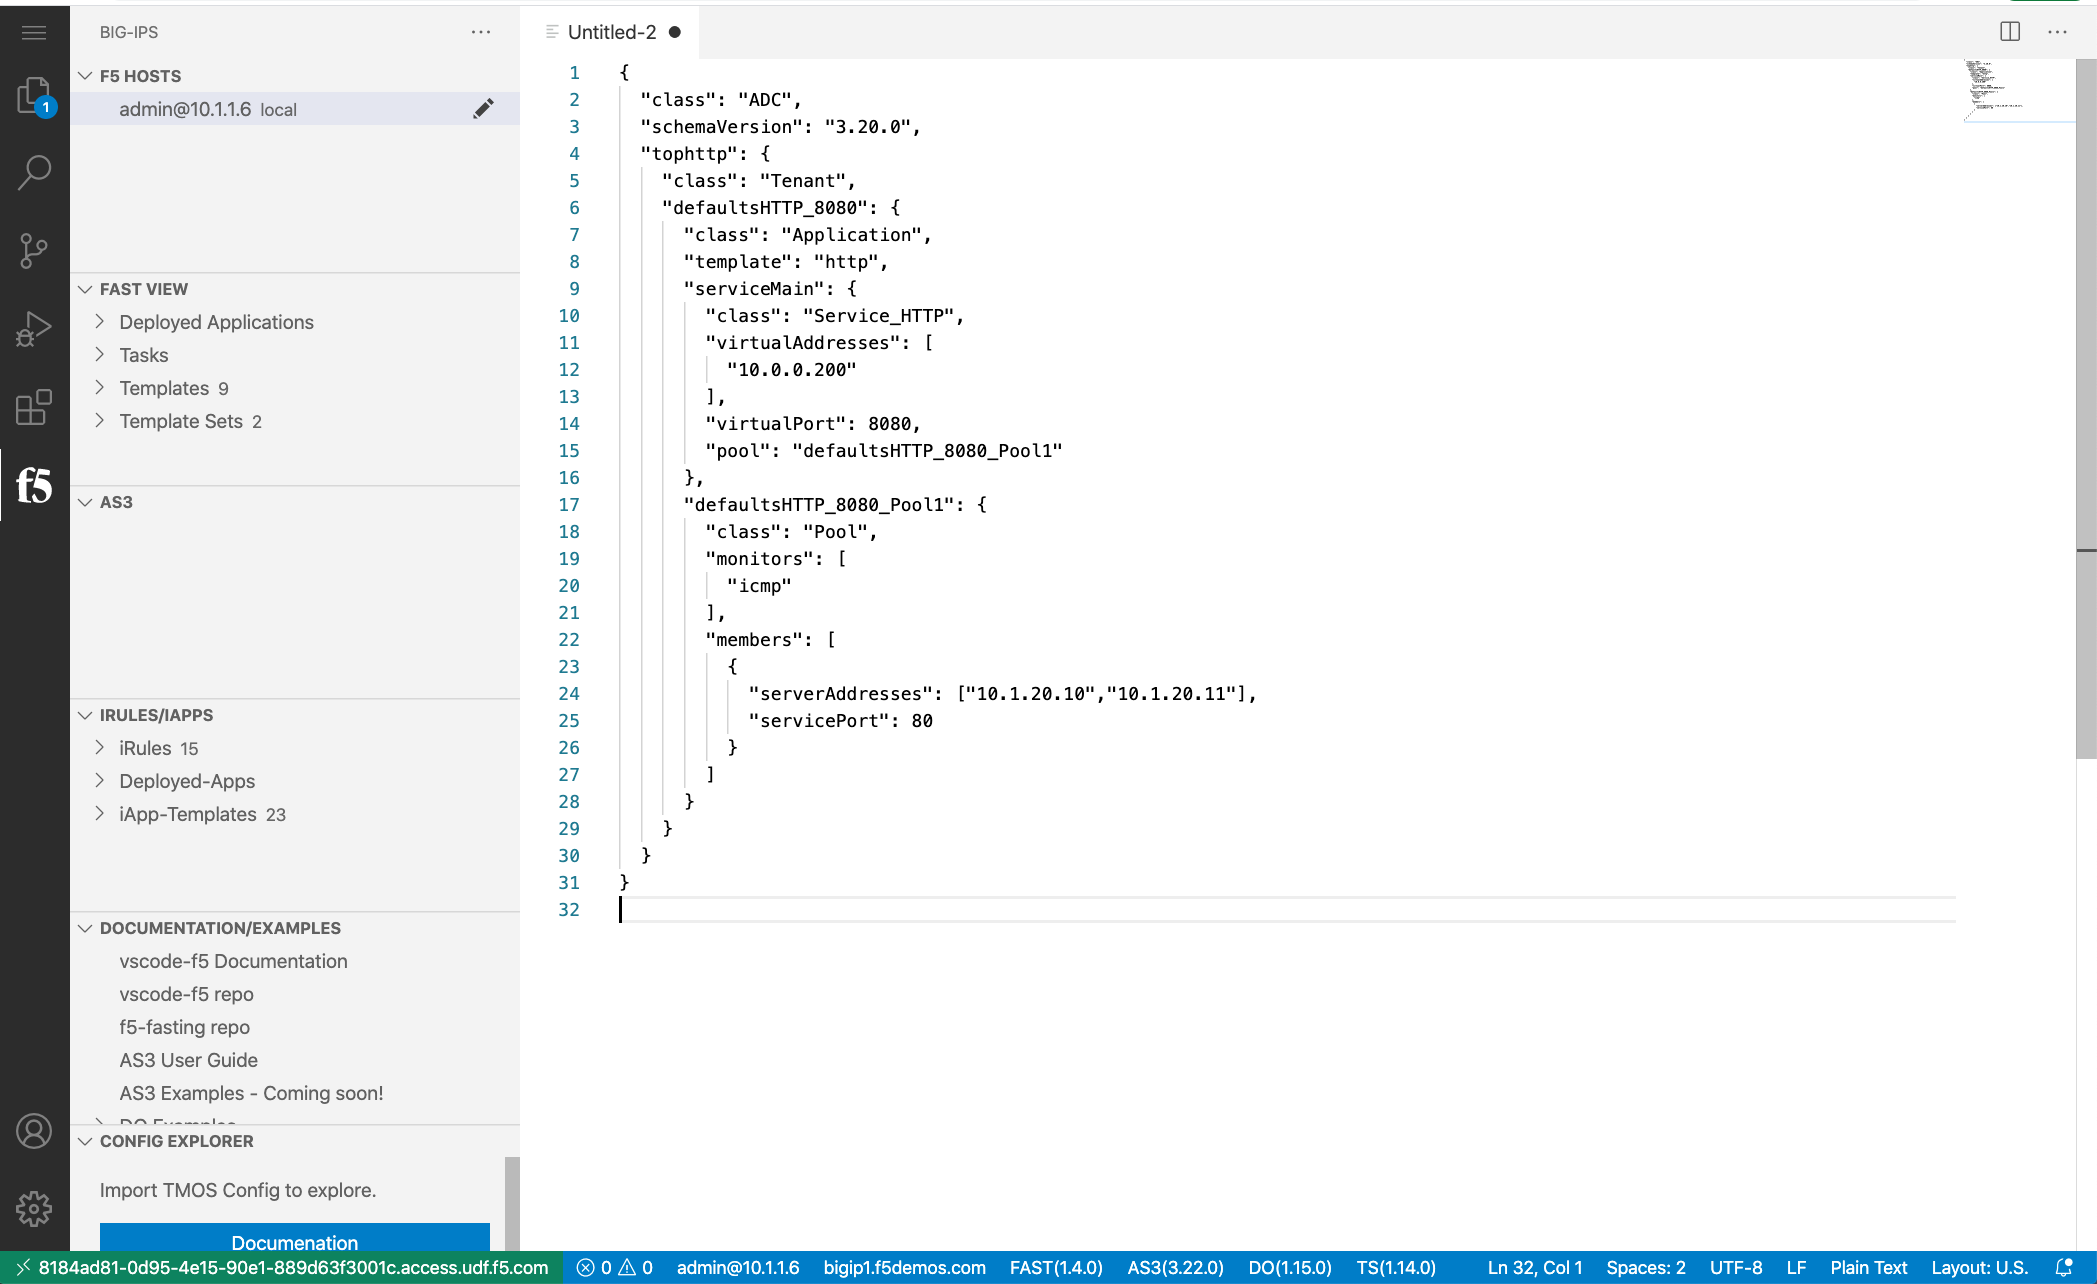 BIG-IPS
F5 HOSTS
admin@10.1.1.6 local
1
FAST VIEW
Deployed Applications
Tasks
Templates 9
Template Sets 2
f5
AS3
IRULES/IAPPS
iRules 15
Deployed-Apps
iApp-Templates 23
DOCUMENTATION/EXAMPLES
vscode-f5 Documentation
vscode-f5 repo
f5-fasting repo
AS3 User Guide
AS3 Examples - Coming soon!
DO Examples
CONFIG EXPLORER
Import TMOS Config to explore.
Documenation
Untitled-2
1 {
2 "class": "ADC",
3 "schemaVersion": "3.20.0",
4 "tophttp": {
5 "class": "Tenant",
6 "defaultsHTTP_8080": {
7 "class": "Application",
8 "template": "http",
9 "serviceMain": {
10 "class": "Service_HTTP",
11 "virtualAddresses": [
12 "10.0.0.200"
13 ],
14 "virtualPort": 8080,
15 "pool": "defaultsHTTP_8080_Pool1"
16 },
17 "defaultsHTTP_8080_Pool1": {
18 "class": "Pool",
19 "monitors": [
20 "icmp"
21 ],
22 "members": [
23 {
24 "serverAddresses": ["10.1.20.10","10.1.20.11"],
25 "servicePort": 80
26 }
27 ]
28 }
29 }
30 }
31 }
32
8184ad81-0d95-4e15-90e1-889d63f3001c.access.udf.f5.com 0 0 admin@10.1.1.6 bigip1.f5demos.com FAST(1.4.0) AS3(3.22.0) DO(1.15.0) TS(1.14.0) Ln 32, Col 1 Spaces: 2 UTF-8 LF Plain Text Layout: U.S.